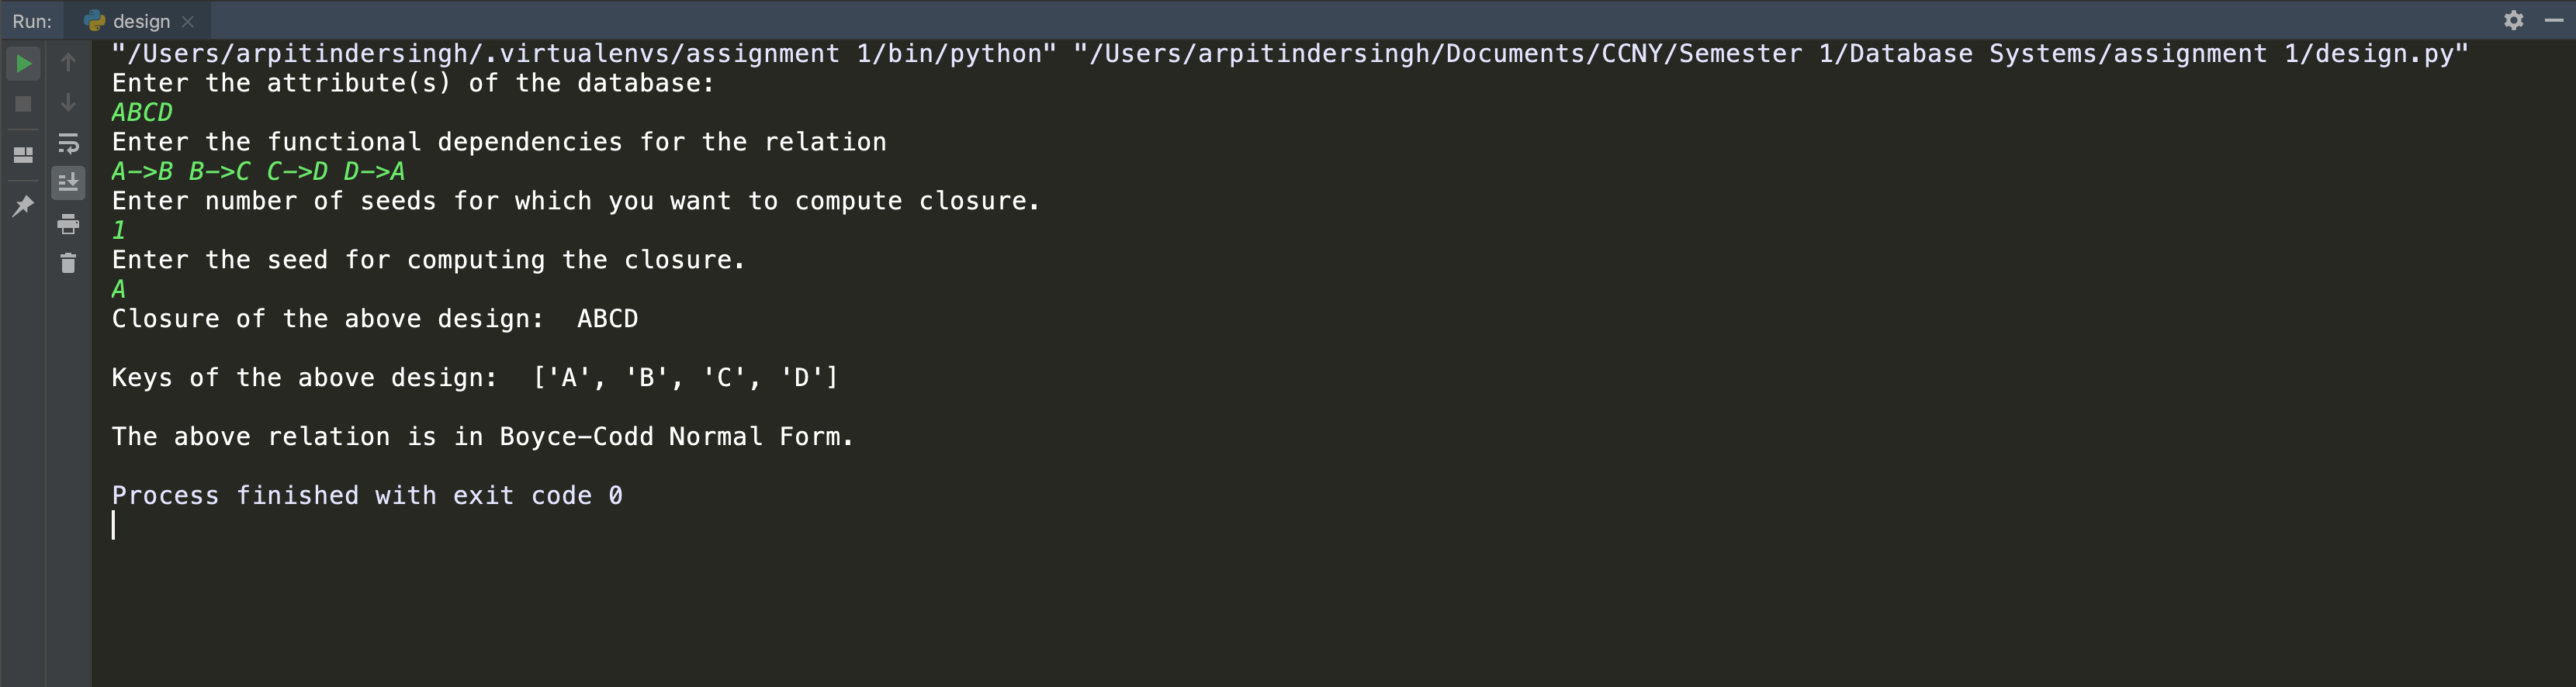 Run: design
"/Users/arpitindersingh/.virtualenvs/assignment 1/bin/python" "/Users/arpitindersingh/Documents/CCNY/Semester 1/Database Systems/assignment 1/design.py"
Enter the attribute(s) of the database:
ABCD
Enter the functional dependencies for the relation
A->B B->C C->D D->A
Enter number of seeds for which you want to compute closure.
1
Enter the seed for computing the closure.
A
Closure of the above design:  ABCD
Keys of the above design:  ['A', 'B', 'C', 'D']
The above relation is in Boyce-Codd Normal Form.
Process finished with exit code 0